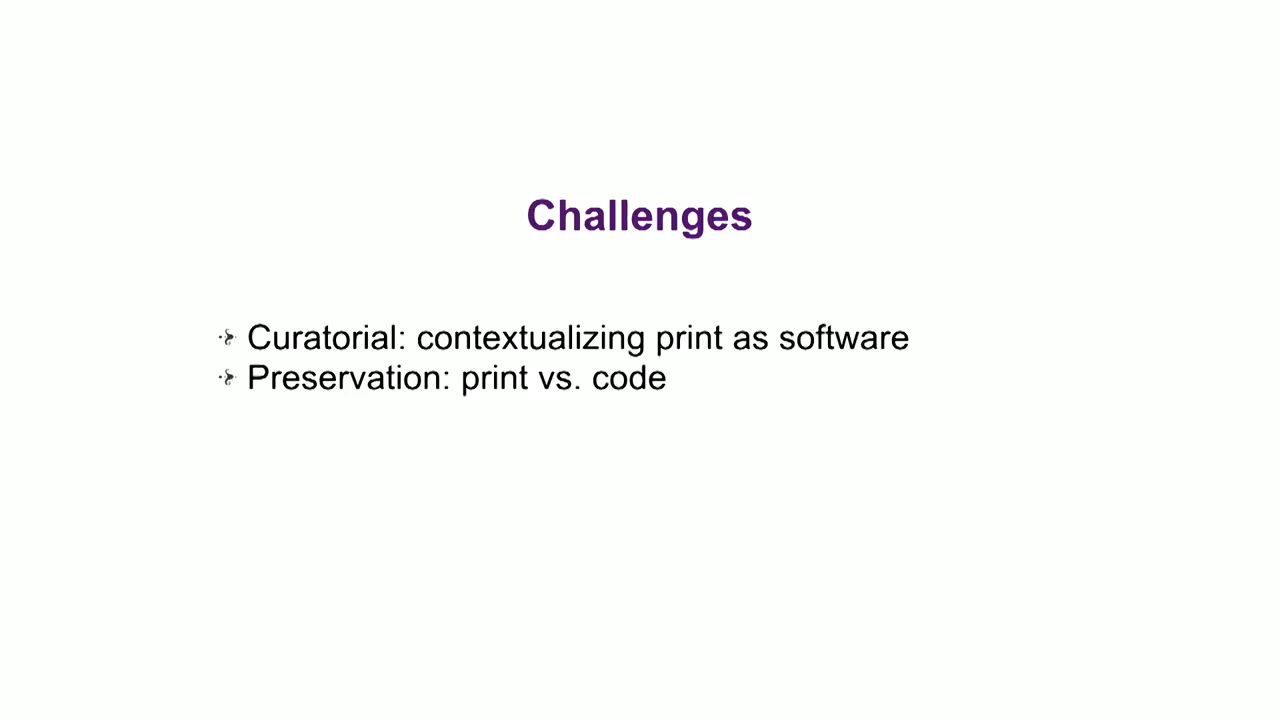 Challenges
Curatorial: contextualizing print as software
Preservation: print vs. code